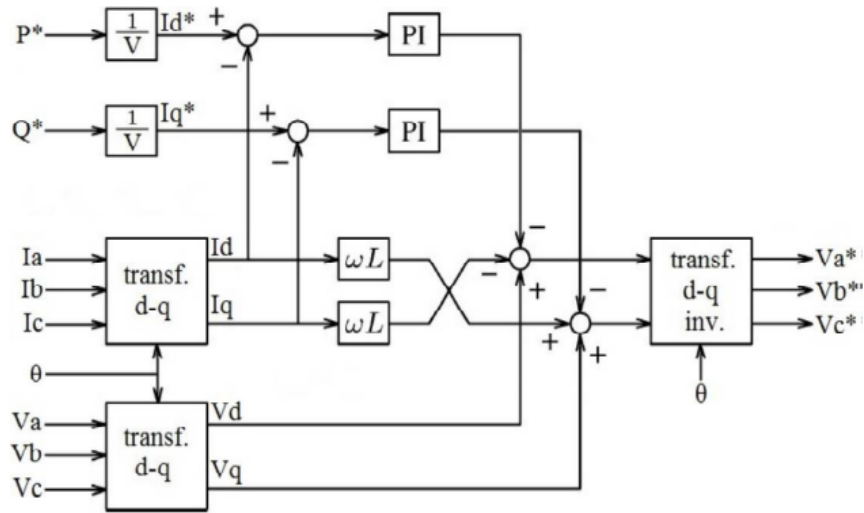 P*
1
V
Id*
+
−
PI
Q*
1
V
Iq*
+
−
PI
Ia
Ib
Ic
transf.
d-q
Id
Iq
ωL
ωL
−
−
+
−
+
+
transf.
d-q
inv.
Va*
Vb**
Vc*
θ
θ
Va
Vb
Vc
transf.
d-q
Vd
Vq